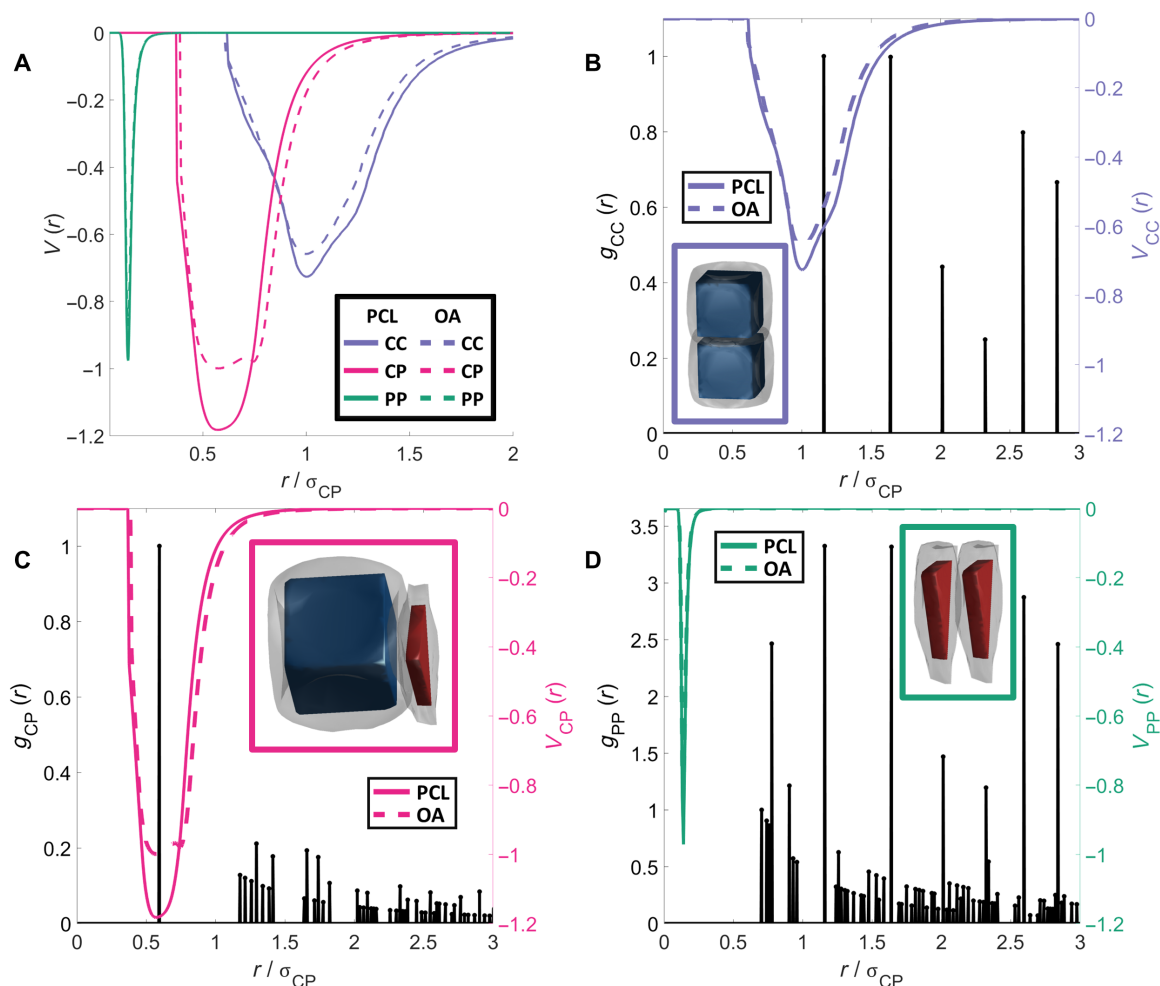 A
0
−0.2
−0.4
−0.6
−0.8
−1
−1.2
V (r)
0.5 1 1.5 2
r / σCP
PCL OA
CC CC
CP CP
PP PP
B
1
0.8
0.6
0.4
0.2
0
gCC (r)
0
−0.2
−0.4
−0.6
−0.8
−1
−1.2
VCC (r)
0 0.5 1 1.5 2 2.5 3
r / σCP
PCL
OA
C
1
0.8
0.6
0.4
0.2
0
gCP (r)
0
−0.2
−0.4
−0.6
−0.8
−1
−1.2
VCP (r)
0 0.5 1 1.5 2 2.5 3
r / σCP
PCL
OA
D
3.5
3
2.5
2
1.5
1
0.5
0
gPP (r)
0
−0.2
−0.4
−0.6
−0.8
−1
−1.2
VPP (r)
0 0.5 1 1.5 2 2.5 3
r / σCP
PCL
OA